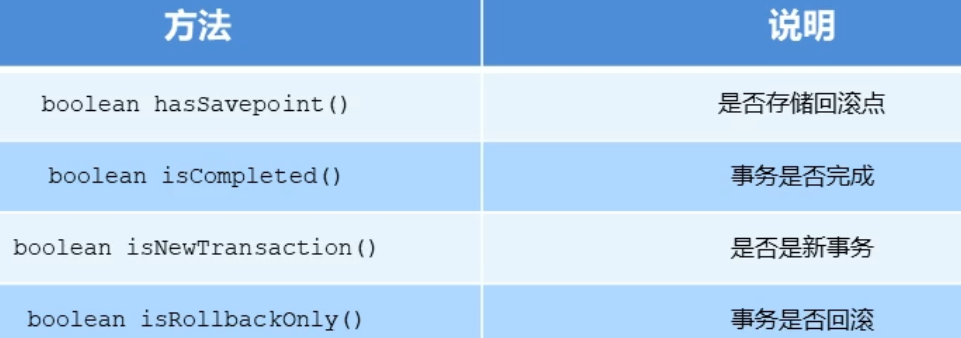 方法 说明
boolean hasSavepoint() 是否存储回滚点
boolean isCompleted() 事务是否完成
boolean isNewTransaction() 是否是新事务
boolean isRollbackOnly() 事务是否回滚